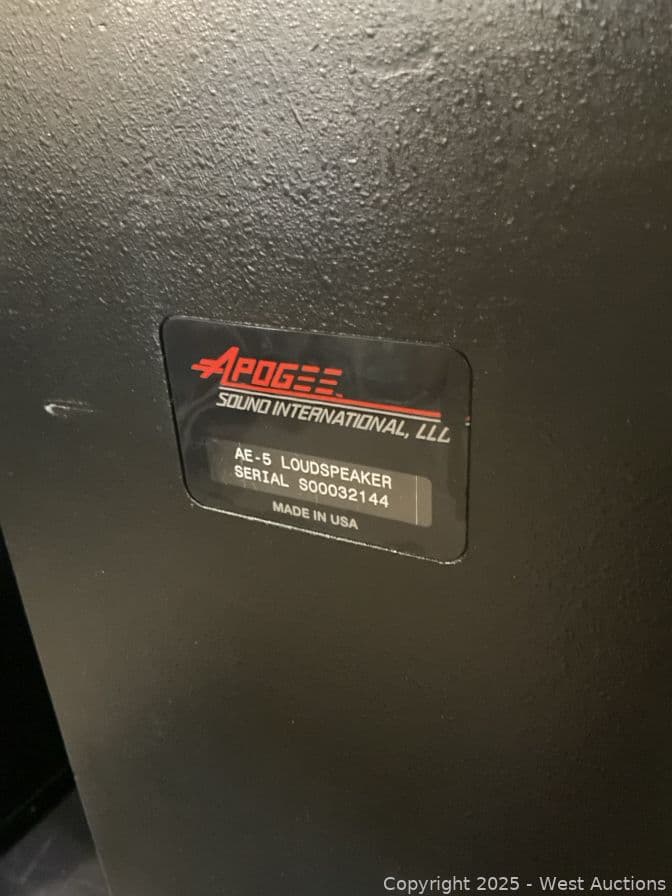 APOGEE
SOUND INTERNATIONAL, LLC
AE-5 LOUDSPEAKER
SERIAL S00032144
MADE IN USA
Copyright 2025 - West Auctions